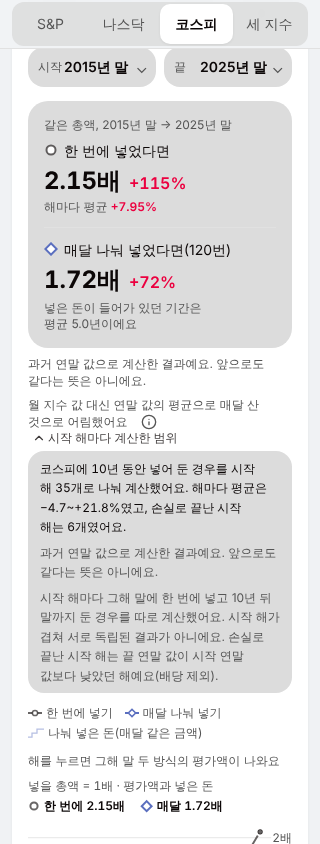 S&P 나스닥 코스피 세 지수
시작 2015년 말 끝 2025년 말
같은 총액, 2015년 말 → 2025년 말
한 번에 넣었다면
2.15배 +115%
해마다 평균 +7.95%
매달 나눠 넣었다면(120번)
1.72배 +72%
넣은 돈이 들어가 있던 기간은
평균 5.0년이에요
과거 연말 값으로 계산한 결과예요. 앞으로도
같다는 뜻은 아니에요.
월 지수 값 대신 연말 값의 평균으로 매달 산
것으로 어림했어요
시작 해마다 계산한 범위
코스피에 10년 동안 넣어 둔 경우를 시작
해 35개로 나눠 계산했어요. 해마다 평균은
−4.7~+21.8%였고, 손실로 끝난 시작
해는 6개였어요.
과거 연말 값으로 계산한 결과예요. 앞으로도
같다는 뜻은 아니에요.
시작 해마다 그해 말에 한 번에 넣고 10년 뒤
말까지 둔 경우를 따로 계산했어요. 시작 해가
겹쳐 서로 독립된 결과가 아니에요. 손실로
끝난 시작 해는 끝 연말 값이 시작 연말
값보다 낮았던 해예요(배당 제외).
한 번에 넣기 매달 나눠 넣기
나눠 넣은 돈(매달 같은 금액)
해를 누르면 그해 말 두 방식의 평가액이 나와요
넣을 총액 = 1배 · 평가액과 넣은 돈
한 번에 2.15배 매달 1.72배
2배